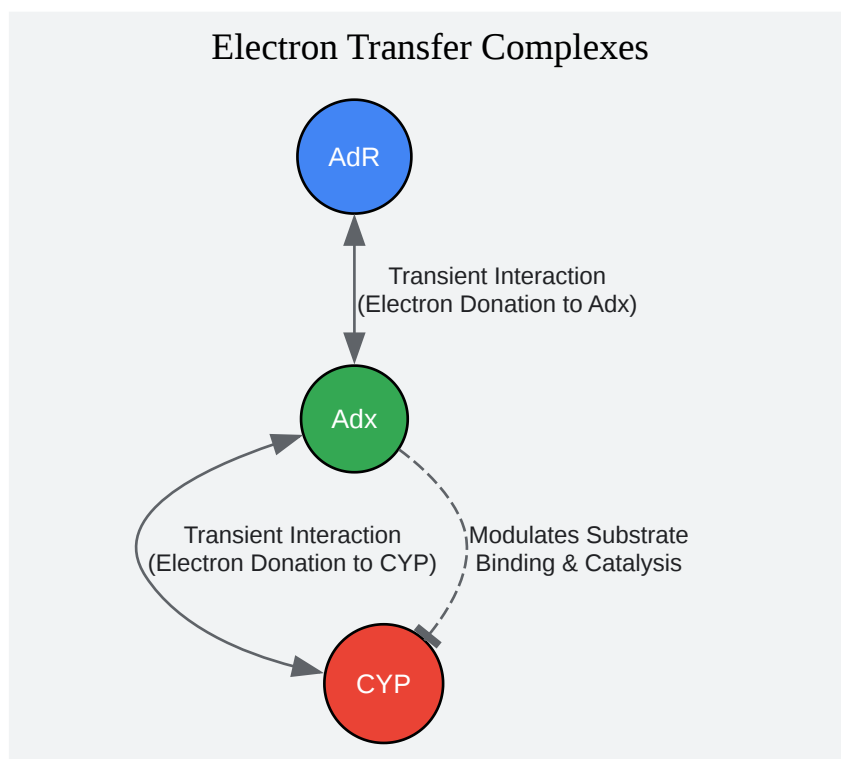 Electron Transfer Complexes
AdR
Transient Interaction
(Electron Donation to Adx)
Adx
Transient Interaction
(Electron Donation to CYP)
Modulates Substrate
Binding & Catalysis
CYP